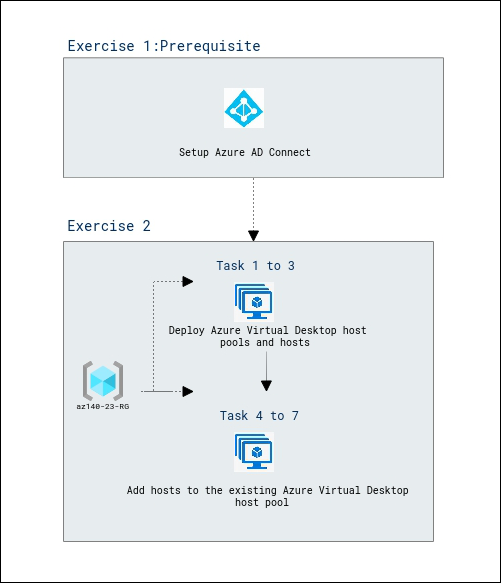 Exercise 1:Prerequisite
Setup Azure AD Connect
Exercise 2
Task 1 to 3
Deploy Azure Virtual Desktop host
pools and hosts
az140-23-RG
Task 4 to 7
Add hosts to the existing Azure Virtual Desktop
host pool